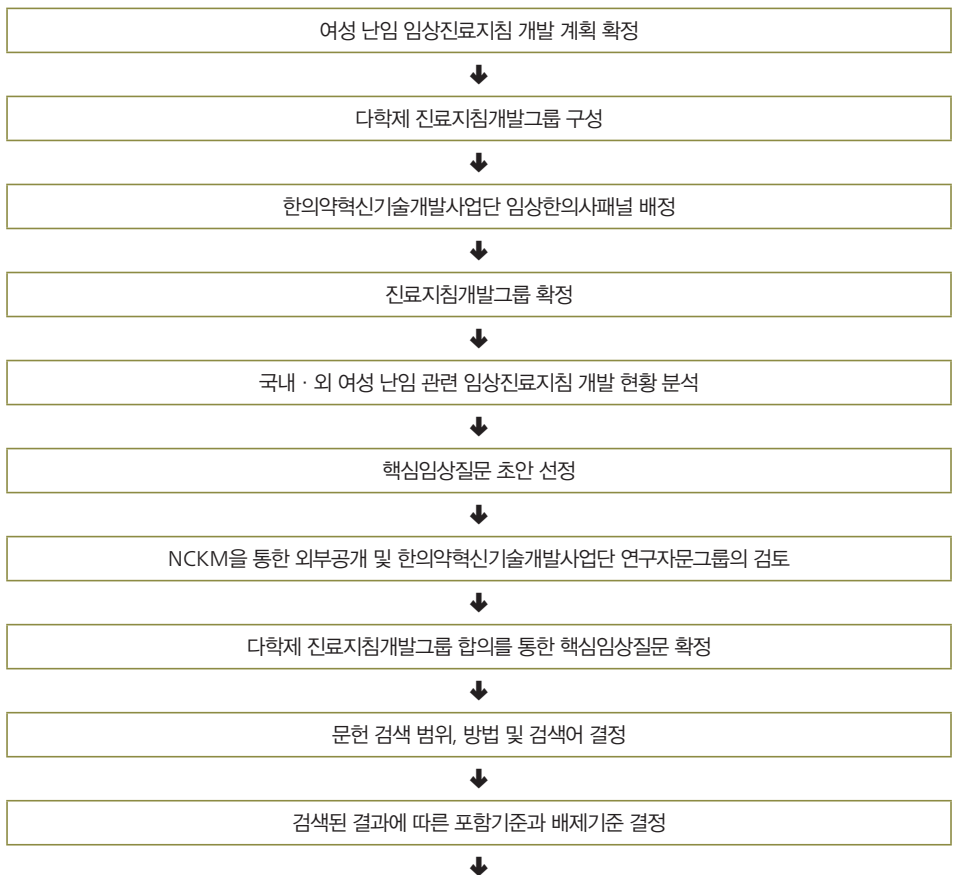 여성 난임 임상진료지침 개발 계획 확정
다학제 진료지침개발그룹 구성
한의약혁신기술개발사업단 임상한의사패널 배정
진료지침개발그룹 확정
국내 · 외 여성 난임 관련 임상진료지침 개발 현황 분석
핵심임상질문 초안 선정
NCKM을 통한 외부공개 및 한의약혁신기술개발사업단 연구자문그룹의 검토
다학제 진료지침개발그룹 합의를 통한 핵심임상질문 확정
문헌 검색 범위, 방법 및 검색어 결정
검색된 결과에 따른 포함기준과 배제기준 결정